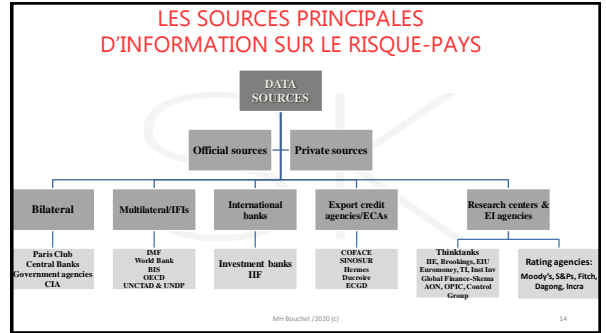 LES SOURCES PRINCIPALES
D'INFORMATION SUR LE RISQUE-PAYS
DATA
SOURCES
Official sources
Private sources
Bilateral
Multilateral/IFIs
International
banks
Export credit
agencies/ECAs
Research centers &
EI agencies
Paris Club
Central Banks
Government agencies
CIA
IMF
World Bank
BIS
OECD
UNCTAD & UNDP
Investment banks
IIF
COFACE
SINOSUR
Hermes
Ducroire
ECGD
Thinktanks
IIE, Brookings, EIU
Euromoney, TI, Inst Inv
Global Finance-Skema
AON, OPIC, Control
Group
Rating agencies:
Moody's, S&Ps, Fitch,
Dagong, Incra
MH Bouchet /2020 (c)
14